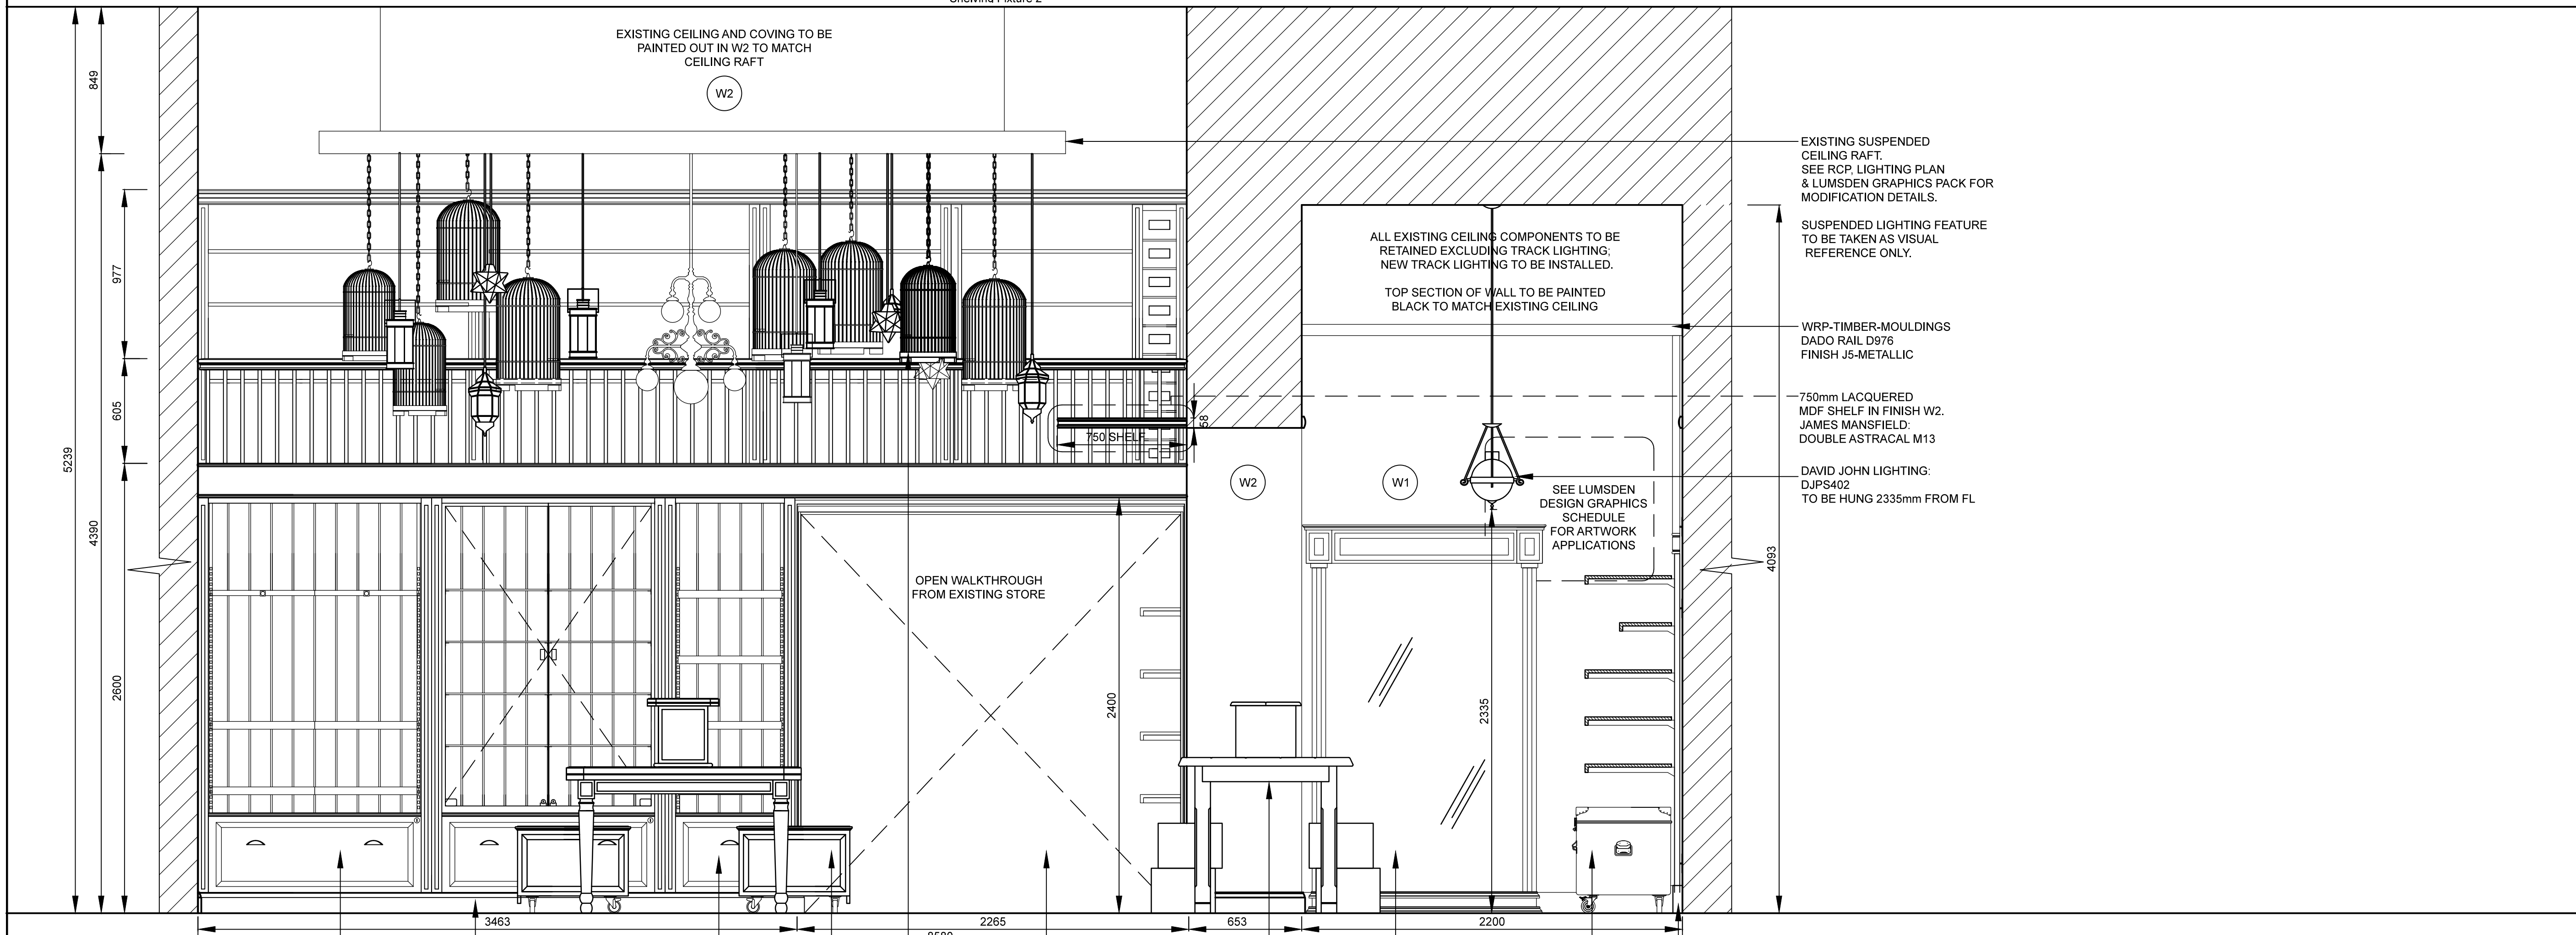 EXISTING CEILING AND COVING TO BE
PAINTED OUT IN W2 TO MATCH
CEILING RAFT
W2
849
977
605
5239
4390
2600
EXISTING SUSPENDED
CEILING RAFT.
SEE RCP, LIGHTING PLAN
& LUMSDEN GRAPHICS PACK FOR
MODIFICATION DETAILS.
SUSPENDED LIGHTING FEATURE
TO BE TAKEN AS VISUAL
REFERENCE ONLY.
ALL EXISTING CEILING COMPONENTS TO BE
RETAINED EXCLUDING TRACK LIGHTING;
NEW TRACK LIGHTING TO BE INSTALLED.
TOP SECTION OF WALL TO BE PAINTED
BLACK TO MATCH EXISTING CEILING
WRP-TIMBER-MOULDINGS
DADO RAIL D976
FINISH J5-METALLIC
750mm LACQUERED
MDF SHELF IN FINISH W2.
JAMES MANSFIELD:
DOUBLE ASTRACAL M13
58
750 SHELF
W2
W1
DAVID JOHN LIGHTING:
DJPS402
TO BE HUNG 2335mm FROM FL
SEE LUMSDEN
DESIGN GRAPHICS
SCHEDULE
FOR ARTWORK
APPLICATIONS
OPEN WALKTHROUGH
FROM EXISTING STORE
4093
2400
2335
3463
2265
653
2200